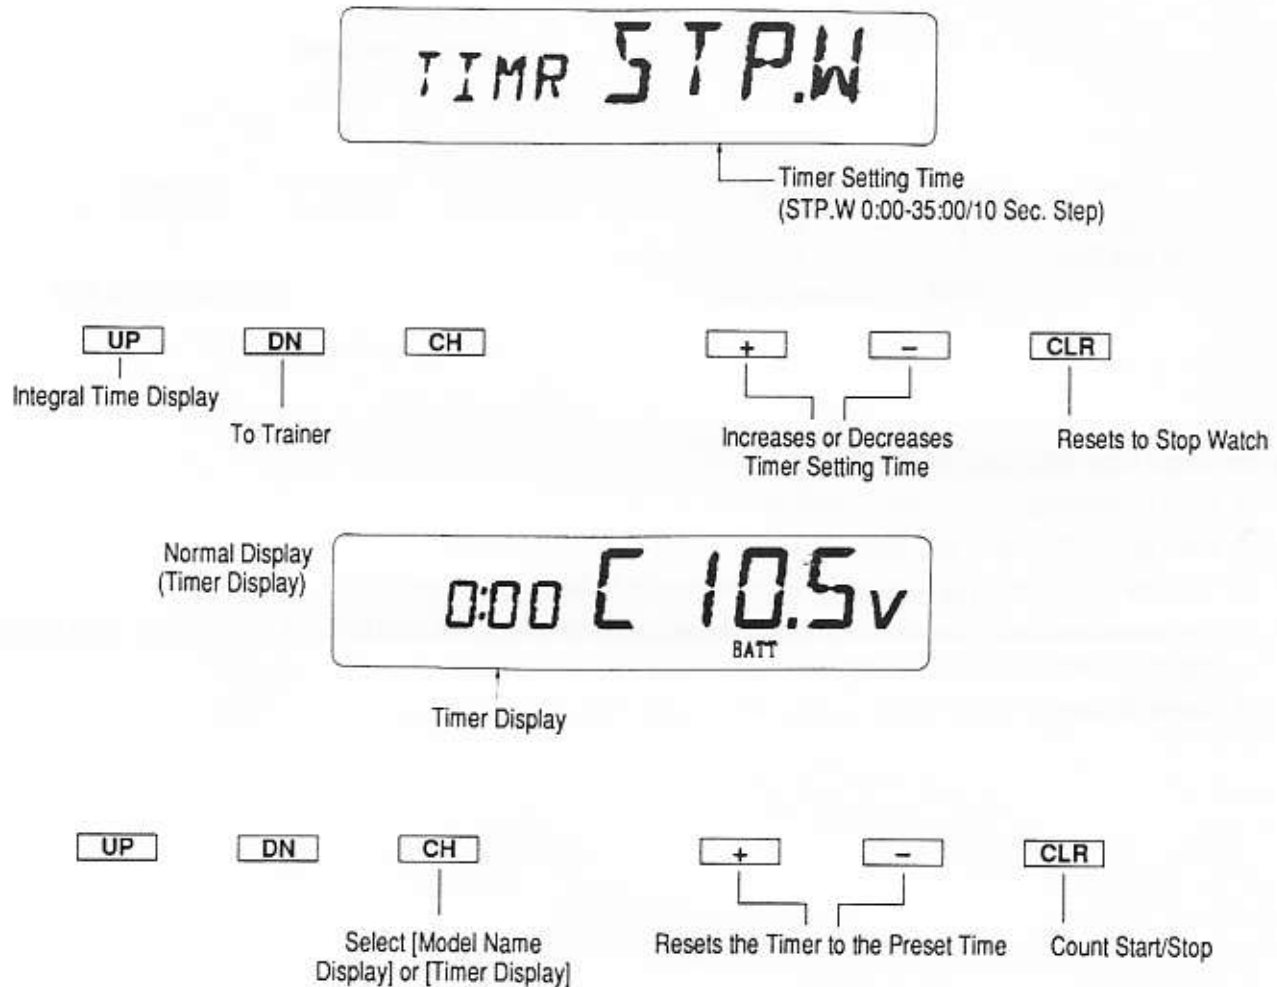 TIMR STP.W
Timer Setting Time
(STP.W 0:00-35:00/10 Sec. Step)
UP DN CH + − CLR
Integral Time Display
To Trainer
Increases or Decreases
Timer Setting Time
Resets to Stop Watch
Normal Display
(Timer Display)
0:00 C 10.5v
BATT
Timer Display
UP DN CH + − CLR
Select [Model Name
Display] or [Timer Display]
Resets the Timer to the Preset Time
Count Start/Stop